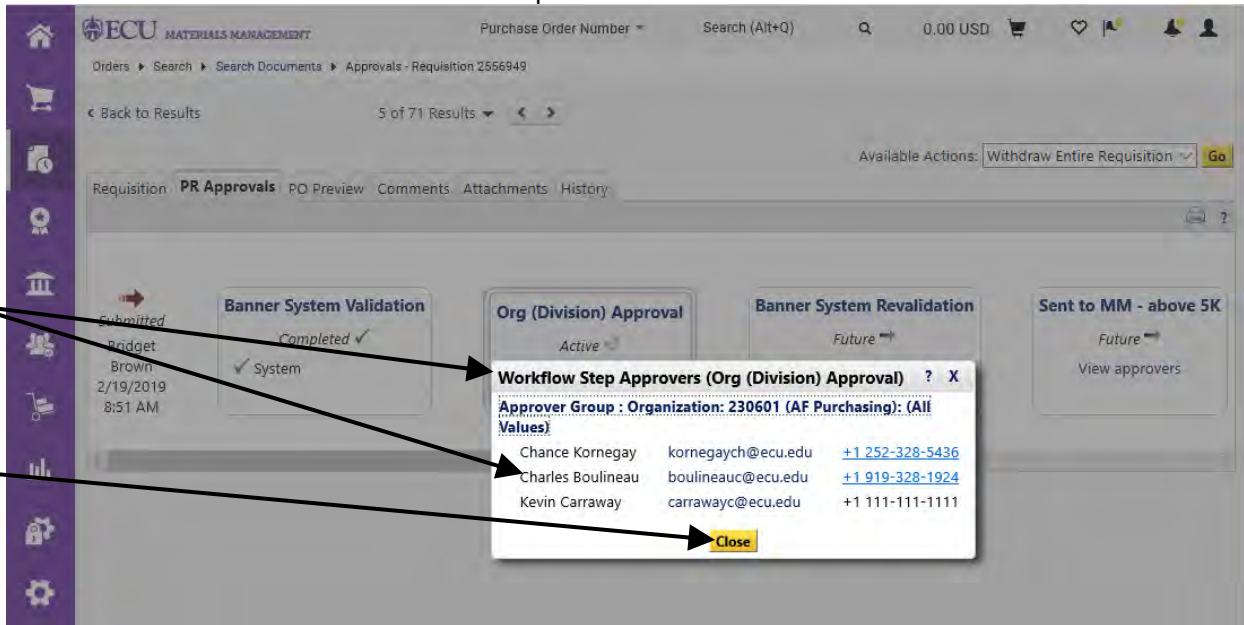 ECU MATERIALS MANAGEMENT Purchase Order Number Search (Alt+Q) 0.00 USD
Orders Search Search Documents Approvals - Requisition 2556949
Back to Results 5 of 71 Results
Available Actions: Withdraw Entire Requisition Go
Requisition PR Approvals PO Preview Comments Attachments History
?
Submitted
Bridget
Brown
2/19/2019
8:51 AM
Banner System Validation
Completed ✓
✓ System
Org (Division) Approval
Active
Banner System Revalidation
Future
Sent to MM - above 5K
Future
View approvers
Workflow Step Approvers (Org (Division) Approval) ? X
Approver Group : Organization: 230601 (AF Purchasing): (All
Values)
Chance Kornegay kornegaych@ecu.edu +1 252-328-5436
Charles Boulineau boulineauc@ecu.edu +1 919-328-1924
Kevin Carraway carrawayc@ecu.edu +1 111-111-1111
Close